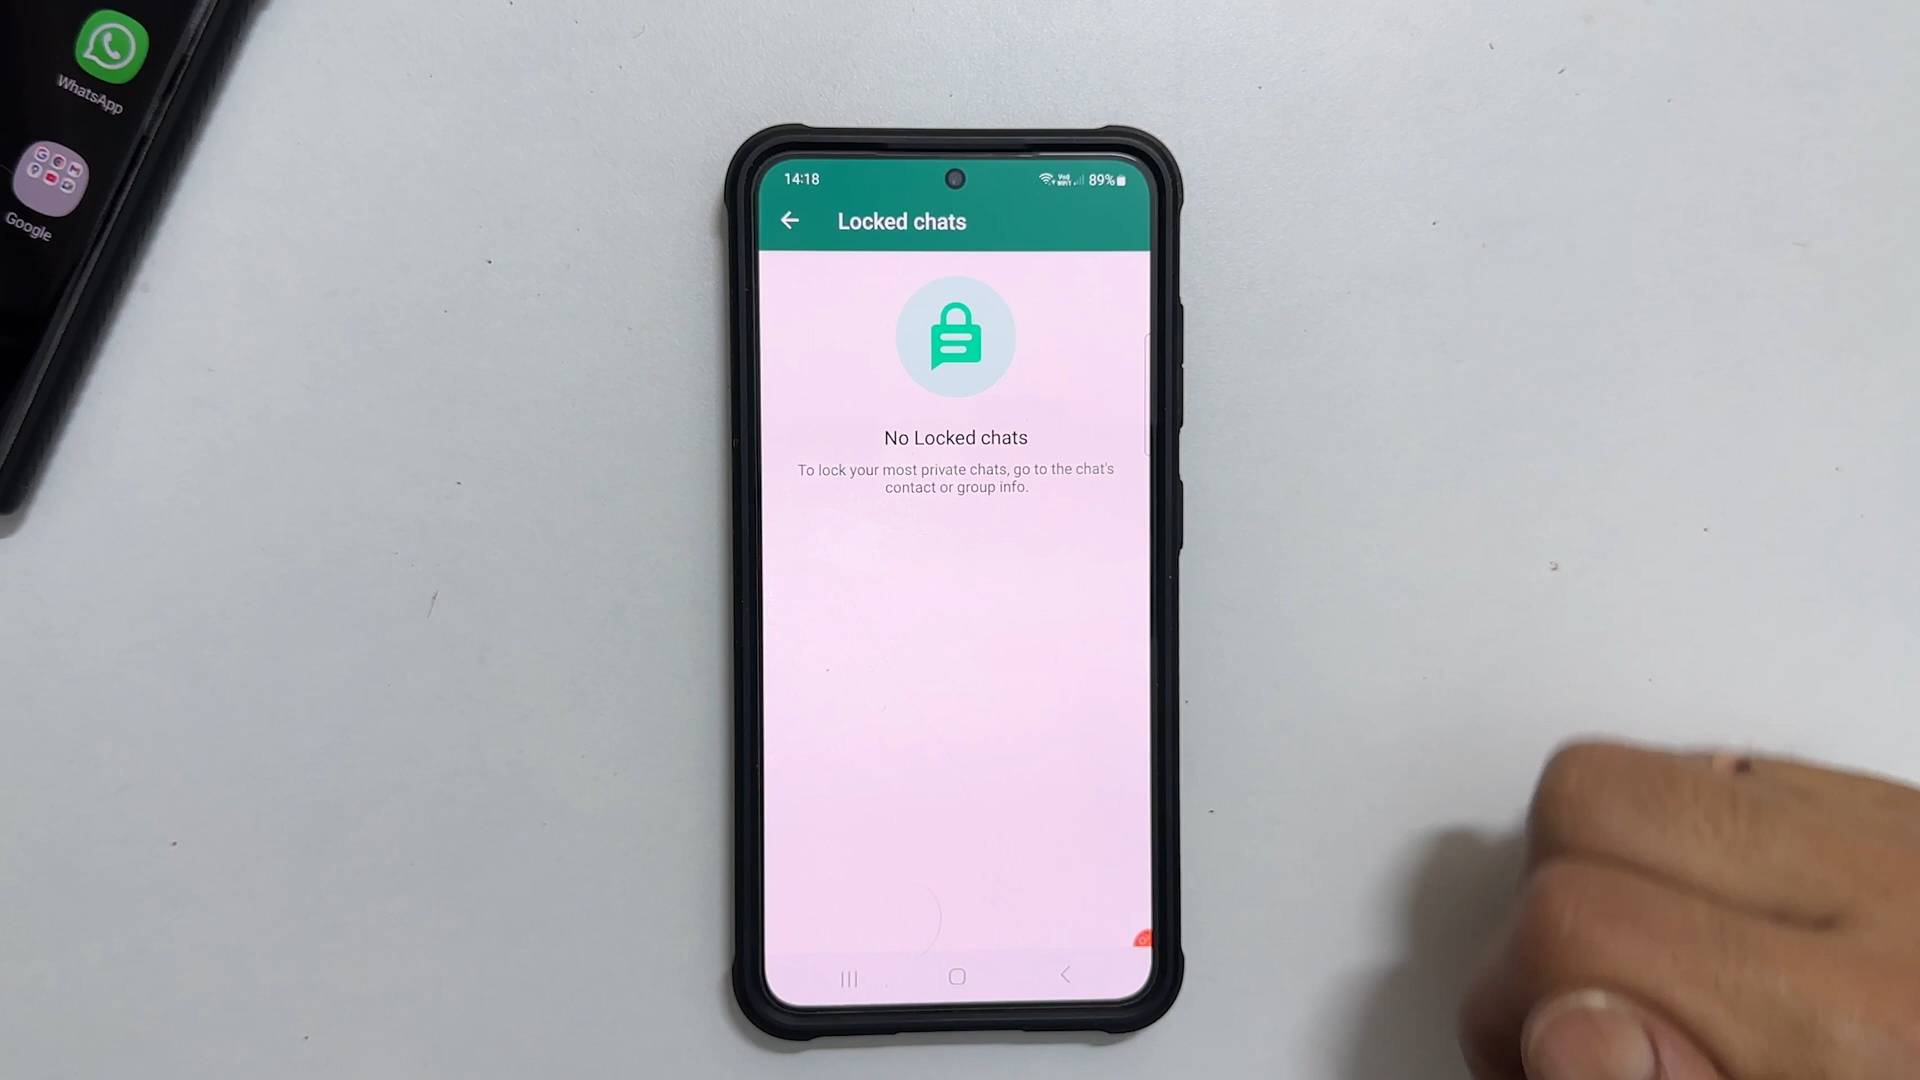 WhatsApp
Google
14:18
89%
Locked chats
No Locked chats
To lock your most private chats, go to the chat's
contact or group info.